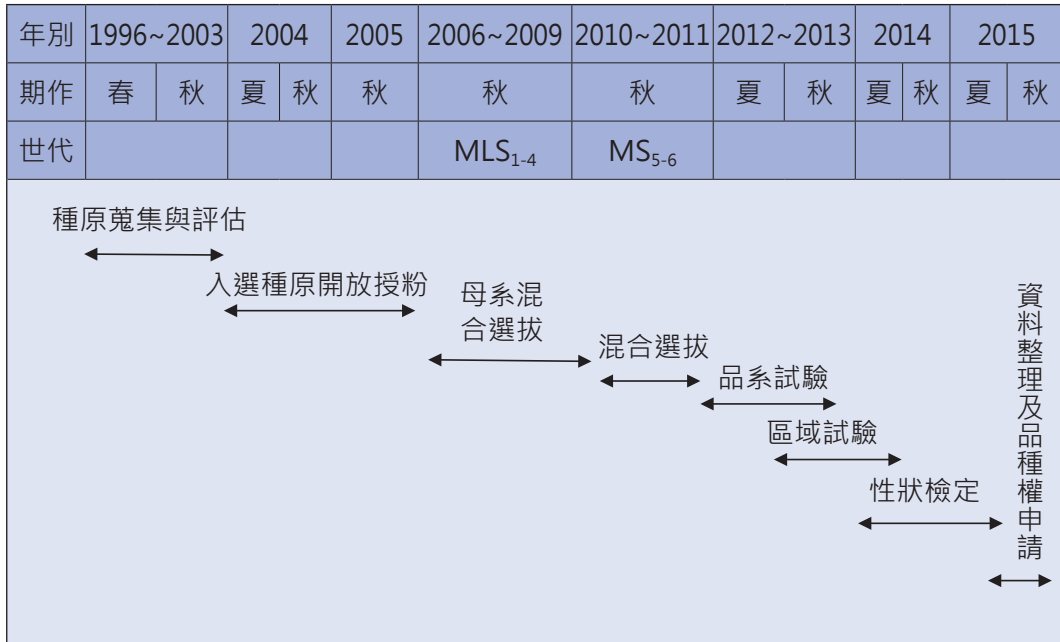 年別 1996~2003 2004 2005 2006~2009 2010~2011 2012~2013 2014 2015
期作 春 秋 夏 秋 秋 秋 秋 夏 秋 夏 秋 夏 秋
世代 MLS1-4 MS5-6
種原蒐集與評估
入選種原開放授粉
母系混
合選拔
混合選拔
品系試驗
區域試驗
性狀檢定
資料整理及品種權申請